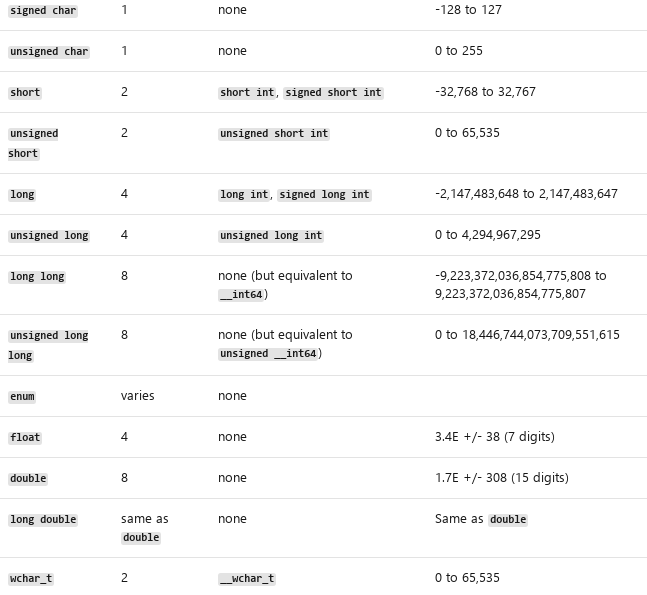 signed char 1 none -128 to 127
unsigned char 1 none 0 to 255
short 2 short int, signed short int -32,768 to 32,767
unsigned 2 unsigned short int 0 to 65,535
short
long 4 long int, signed long int -2,147,483,648 to 2,147,483,647
unsigned long 4 unsigned long int 0 to 4,294,967,295
long long 8 none (but equivalent to -9,223,372,036,854,775,808 to
__int64) 9,223,372,036,854,775,807
unsigned long 8 none (but equivalent to 0 to 18,446,744,073,709,551,615
long unsigned __int64)
enum varies none
float 4 none 3.4E +/- 38 (7 digits)
double 8 none 1.7E +/- 308 (15 digits)
long double same as none Same as double
double
wchar_t 2 __wchar_t 0 to 65,535